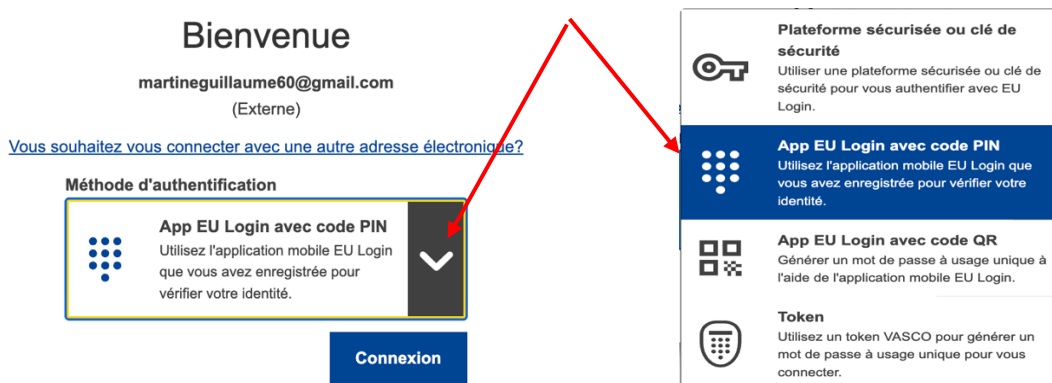 Bienvenue
martineguillaume60@gmail.com
(Externe)
Vous souhaitez vous connecter avec une autre adresse électronique?
Méthode d'authentification
App EU Login avec code PIN
Utilisez l'application mobile EU Login
que vous avez enregistrée pour
vérifier votre identité.
Connexion
Plateforme sécurisée ou clé de
sécurité
Utiliser une plateforme sécurisée ou clé de
sécurité pour vous authentifier avec EU
Login.
App EU Login avec code PIN
Utilisez l'application mobile EU Login que
vous avez enregistrée pour vérifier votre
identité.
App EU Login avec code QR
Générer un mot de passe à usage unique à
l'aide de l'application mobile EU Login.
Token
Utilisez un token VASCO pour générer un
mot de passe à usage unique pour vous
connecter.